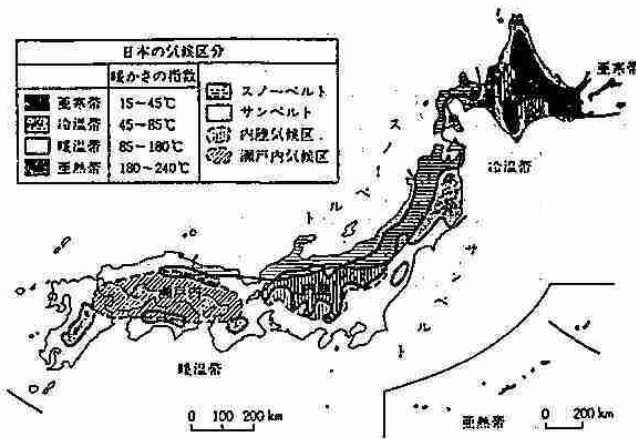 日本の気候区分
暖かさの指数
亜寒帯 15～45℃
冷温帯 45～85℃
暖温帯 85～180℃
亜熱帯 180～240℃
スノーベルト
サンベルト
内陸気候区
瀬戸内気候区
亜寒帯
冷温帯
スノーベルト
サンベルト
暖温帯
亜熱帯
0 100 200 km
0 200 km